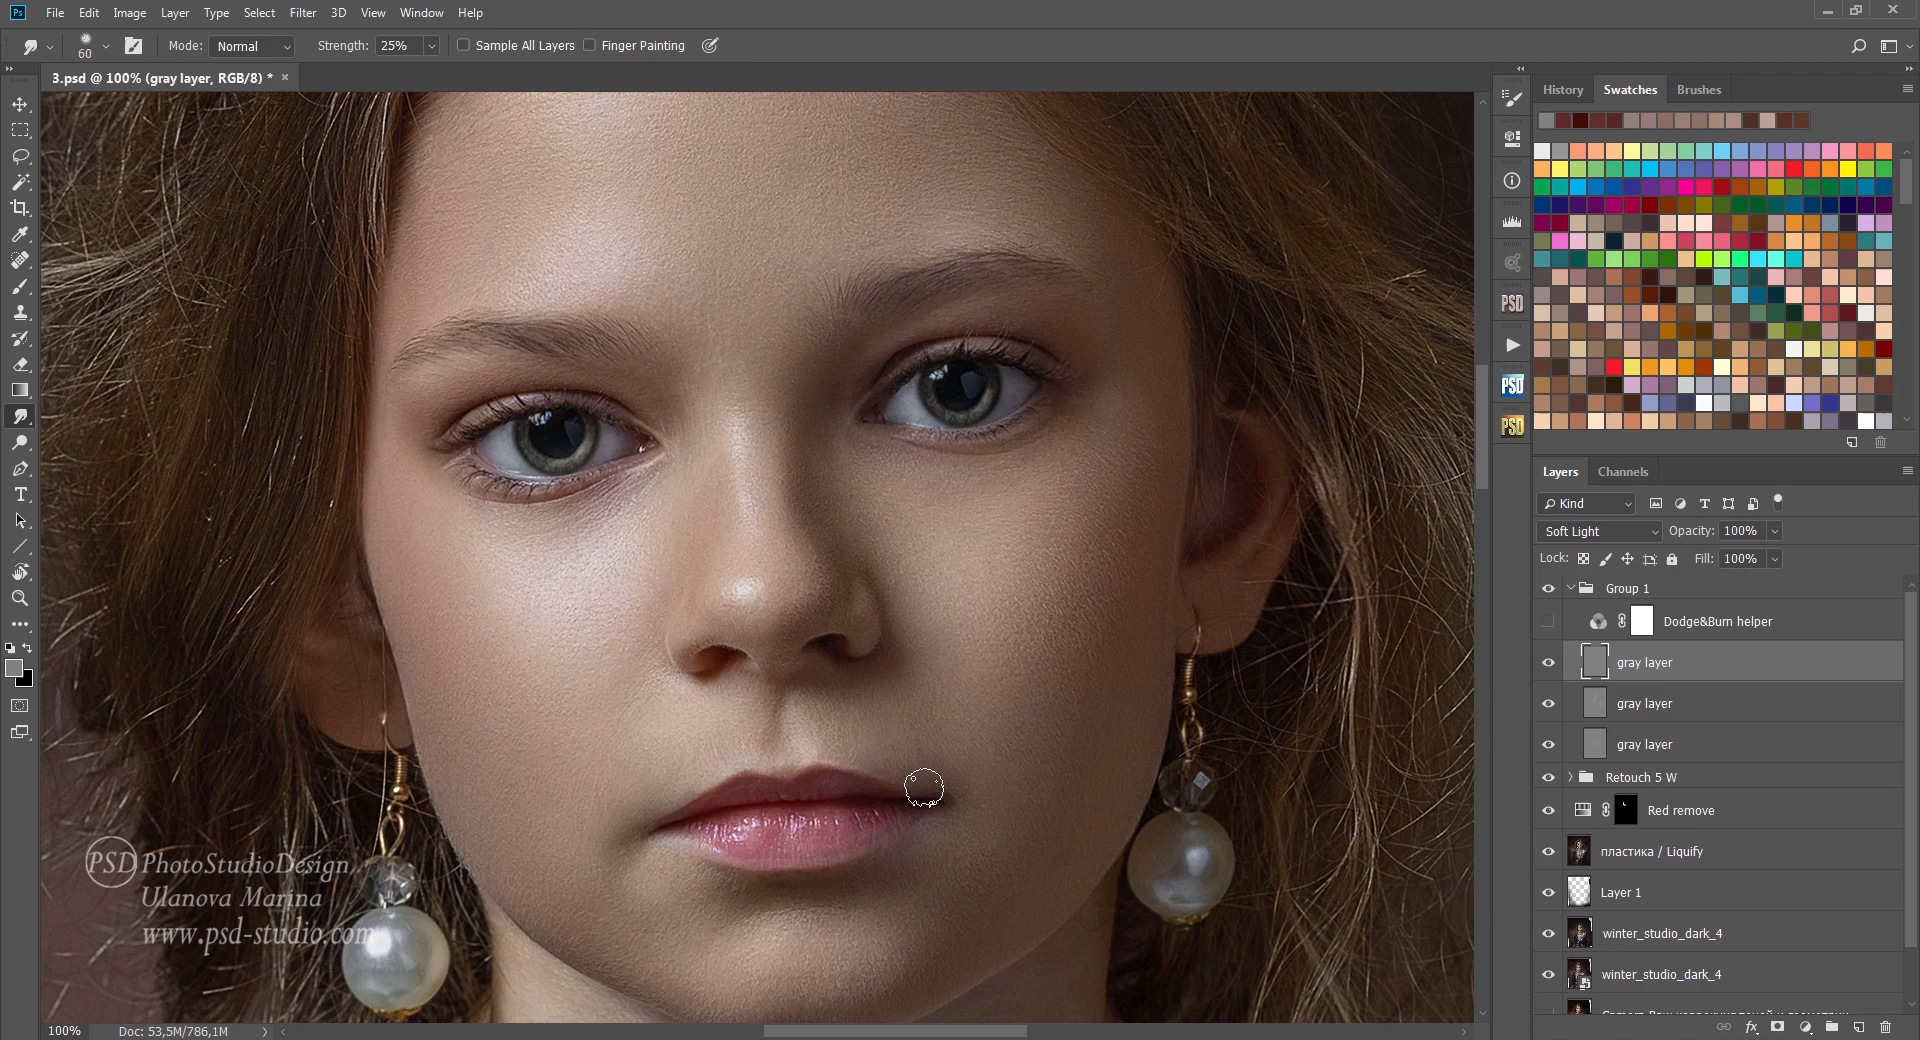 Ps File Edit Image Layer Type Select Filter 3D View Window Help
60 Mode: Normal Strength: 25% Sample All Layers Finger Painting
3.psd @ 100% (gray layer, RGB/8) * ×
History Swatches Brushes
PSD
PSD
PSD
Layers Channels
Kind
Soft Light Opacity: 100%
Lock: Fill: 100%
Group 1
Dodge&Burn helper
gray layer
gray layer
gray layer
Retouch 5 W
Red remove
пластика / Liquify
Layer 1
winter_studio_dark_4
winter_studio_dark_4
PSD PhotoStudioDesign
Ulanova Marina
www.psd-studio.com
100% Doc: 53,5M/786,1M